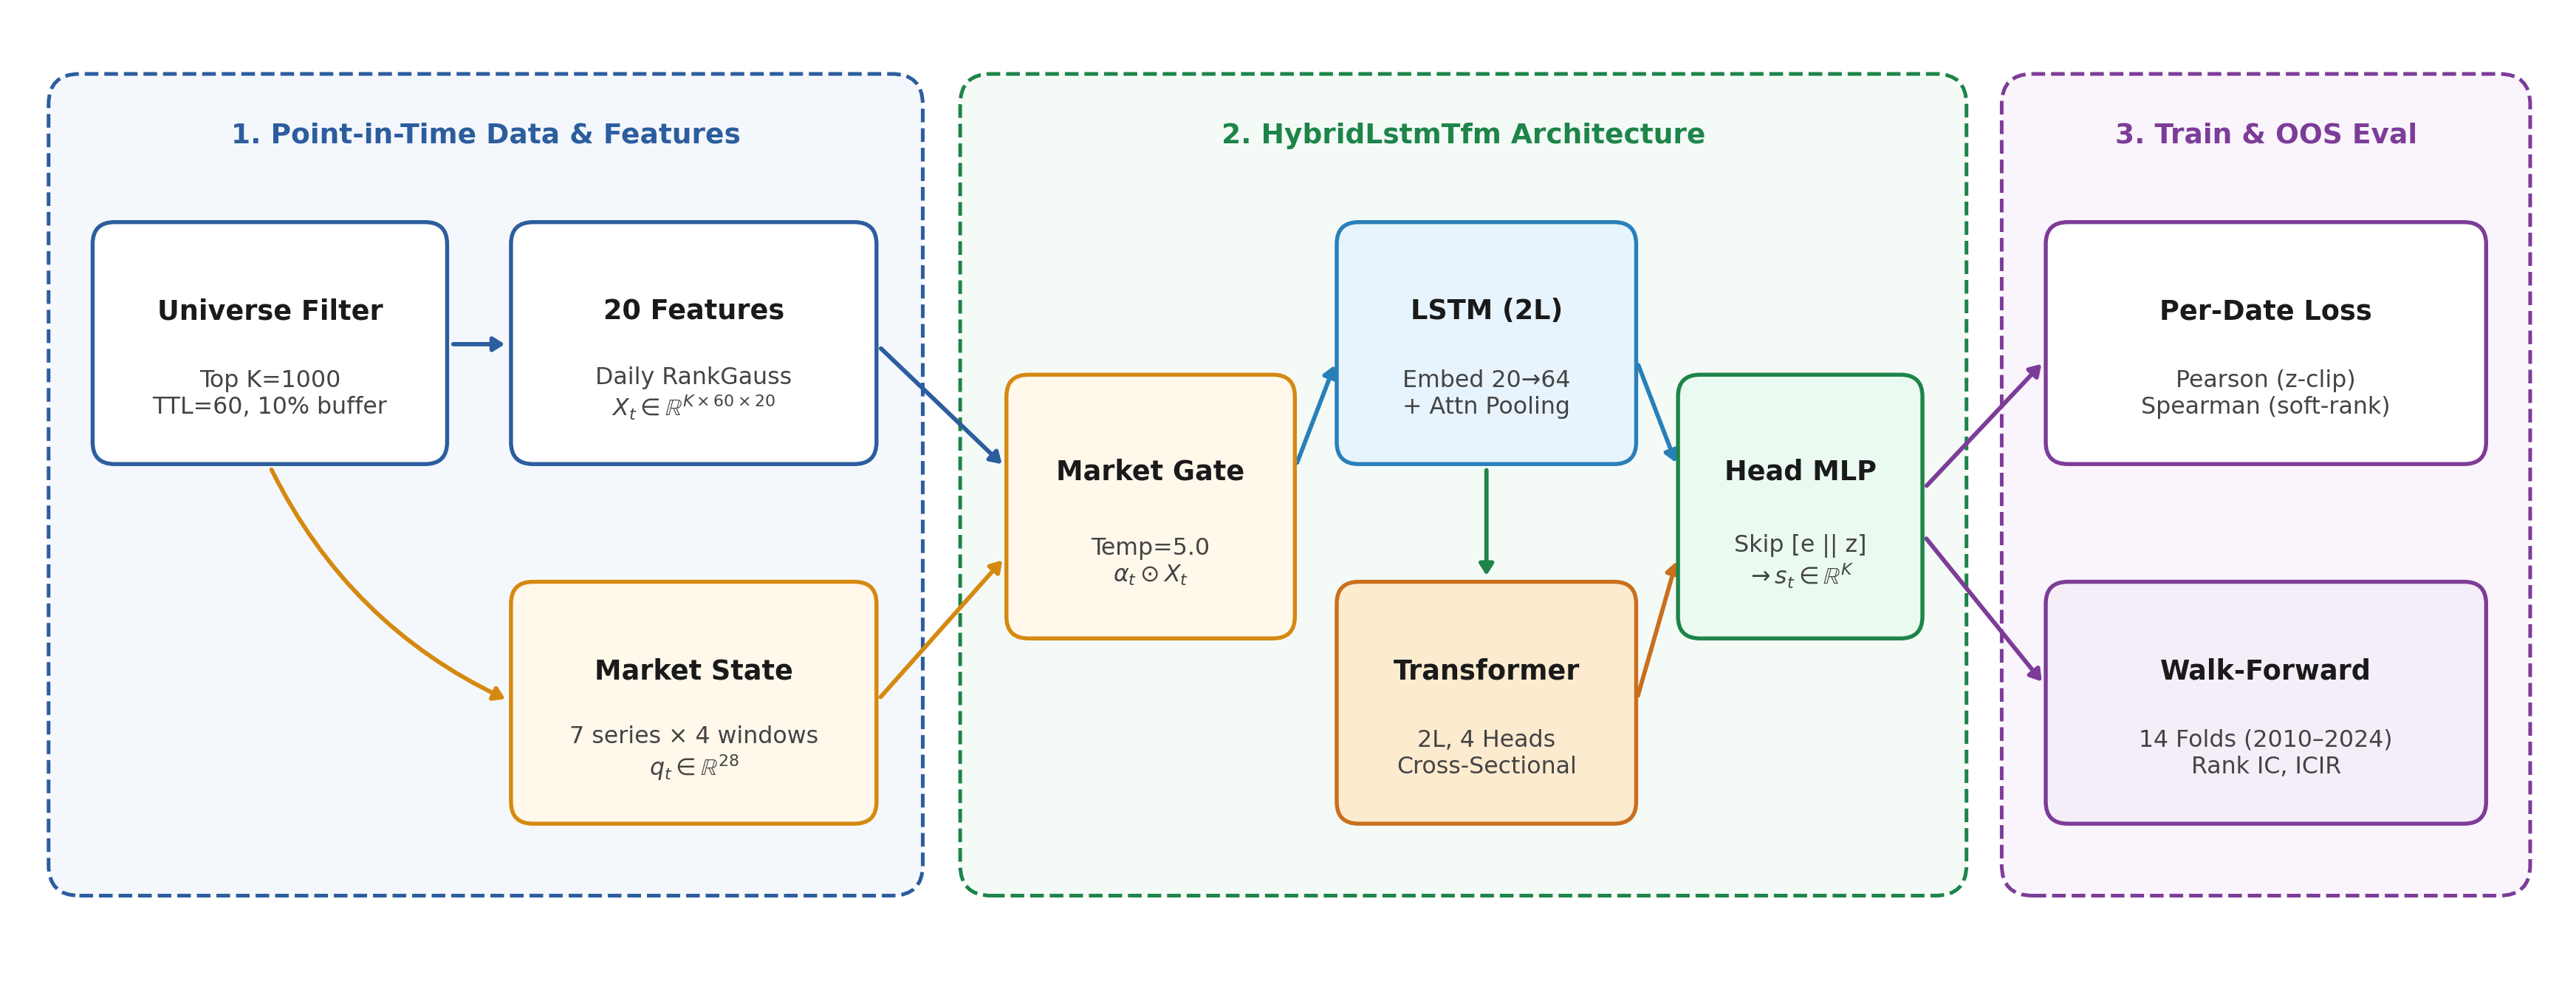 1. Point-in-Time Data & Features
Universe Filter
Top K=1000
TTL=60, 10% buffer
20 Features
Daily RankGauss
X_t ∈ ℝ^{K×60×20}
Market State
7 series × 4 windows
q_t ∈ ℝ^{28}
2. HybridLstmTfm Architecture
Market Gate
Temp=5.0
α_t ⊙ X_t
LSTM (2L)
Embed 20→64
+ Attn Pooling
Transformer
2L, 4 Heads
Cross-Sectional
Head MLP
Skip [e || z]
→ s_t ∈ ℝ^K
3. Train & OOS Eval
Per-Date Loss
Pearson (z-clip)
Spearman (soft-rank)
Walk-Forward
14 Folds (2010–2024)
Rank IC, ICIR